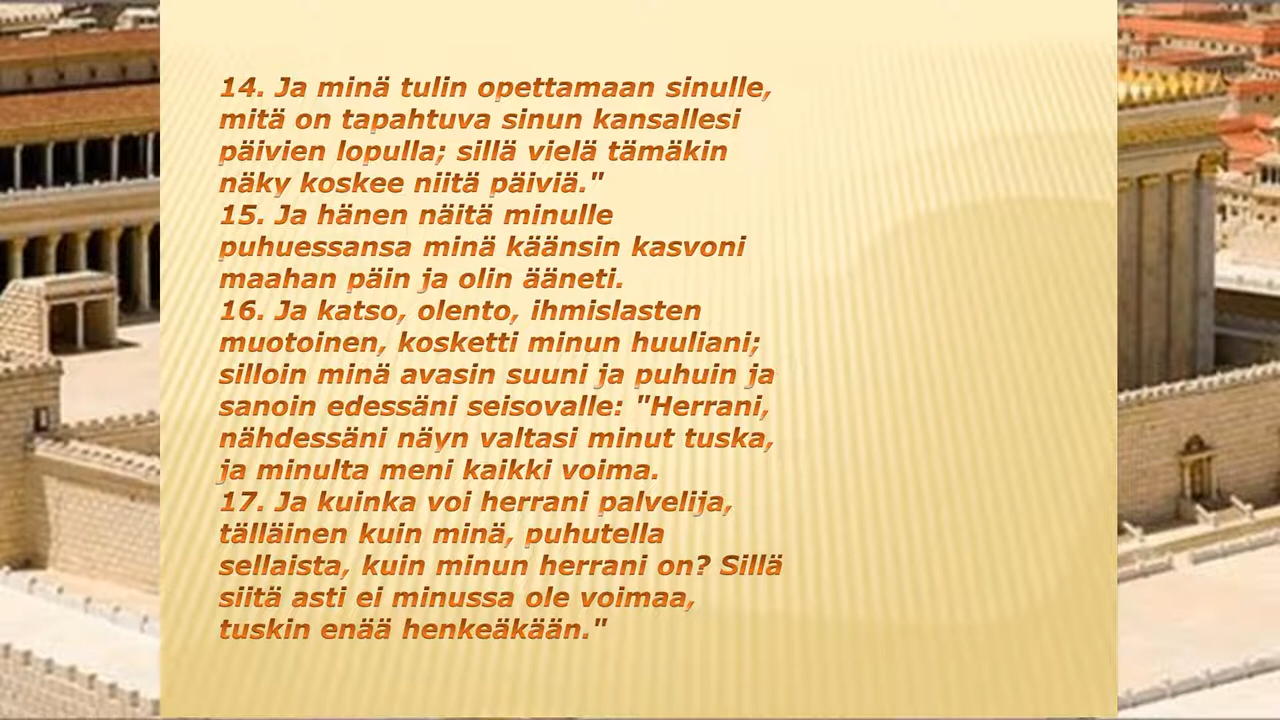 14. Ja minä tulin opettamaan sinulle,
mitä on tapahtuva sinun kansallesi
päivien lopulla; sillä vielä tämäkin
näky koskee niitä päiviä."
15. Ja hänen näitä minulle
puhuessansa minä käänsin kasvoni
maahan päin ja olin ääneti.
16. Ja katso, olento, ihmislasten
muotoinen, kosketti minun huuliani;
silloin minä avasin suuni ja puhuin ja
sanoin edessäni seisovalle: "Herrani,
nähdessäni näyn valtasi minut tuska,
ja minulta meni kaikki voima.
17. Ja kuinka voi herrani palvelija,
tälläinen kuin minä, puhutella
sellaista, kuin minun herrani on? Sillä
siitä asti ei minussa ole voimaa,
tuskin enää henkeäkään."